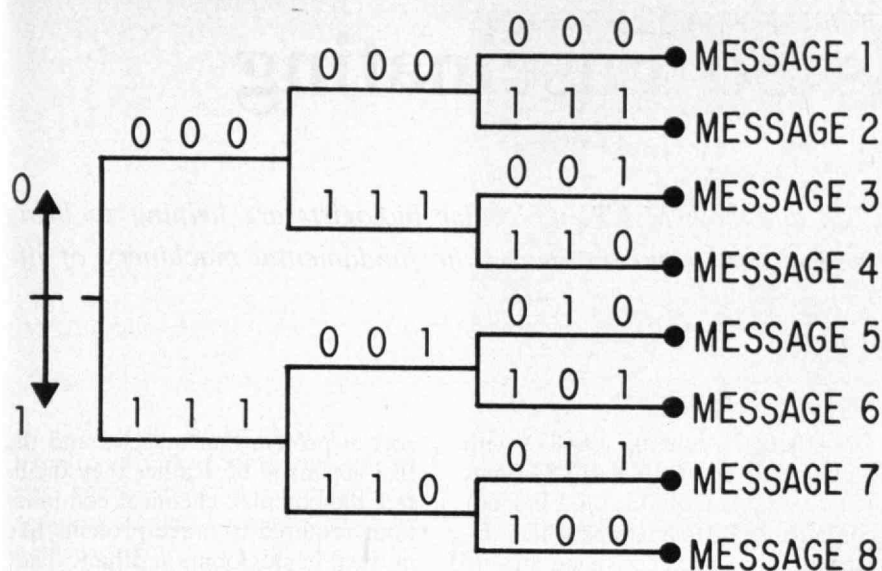 0 0 0
0 0 0
MESSAGE 1
1 1 1
MESSAGE 2
0 0 0
0 0 1
MESSAGE 3
0
1 1 1
1 1 0
MESSAGE 4
0 1 0
MESSAGE 5
0 0 1
1 0 1
MESSAGE 6
1
1 1 1
0 1 1
MESSAGE 7
1 1 0
1 0 0
MESSAGE 8